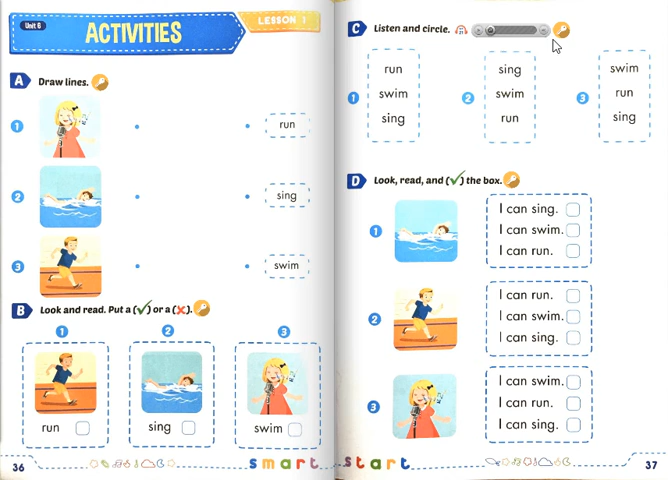 Unit 6
ACTIVITIES
LESSON 1
A Draw lines.
1
run
2
sing
3
swim
B Look and read. Put a (✓) or a (✗).
1 2 3
run
sing
swim
36
smart
C Listen and circle.
1
run
swim
sing
2
sing
swim
run
3
swim
run
sing
D Look, read, and (✓) the box.
1
I can sing.
I can swim.
I can run.
2
I can run.
I can swim.
I can sing.
3
I can swim.
I can run.
I can sing.
start
37